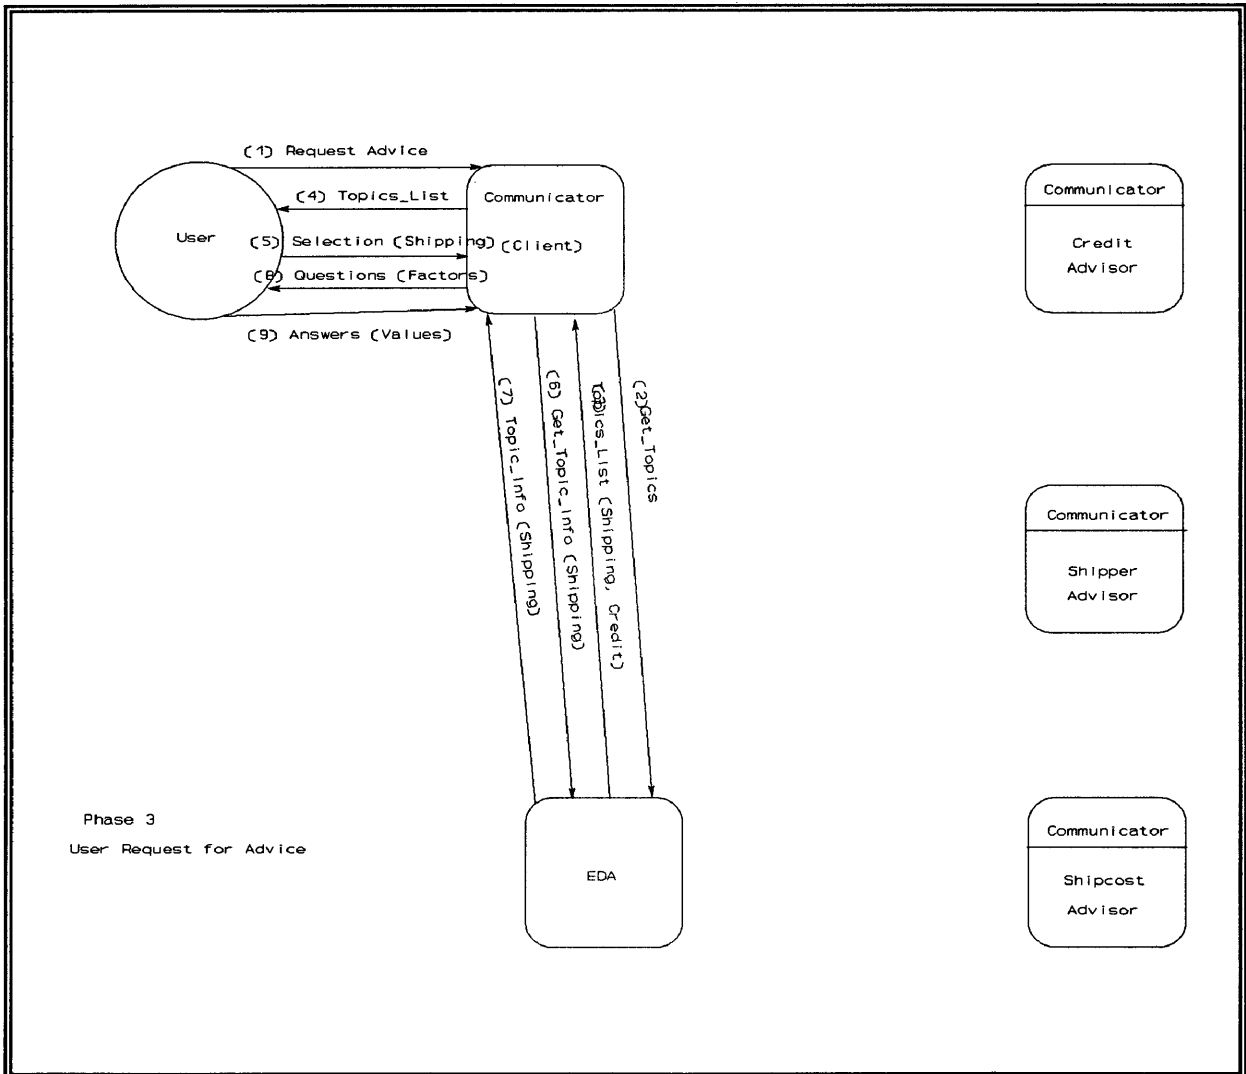 (1) Request Advice
(4) Topics_List
User
(5) Selection (Shipping)
(8) Questions (Factors)
(9) Answers (Values)
Communicator
(Client)
(7) Topic_Info (Shipping)
(6) Get_Topic_Info (Shipping)
(3) Topics_List (Shipping, Credit)
(2)Get_Topics
Communicator
Credit
Advisor
Communicator
Shipper
Advisor
Phase 3
User Request for Advice
EDA
Communicator
Shipcost
Advisor